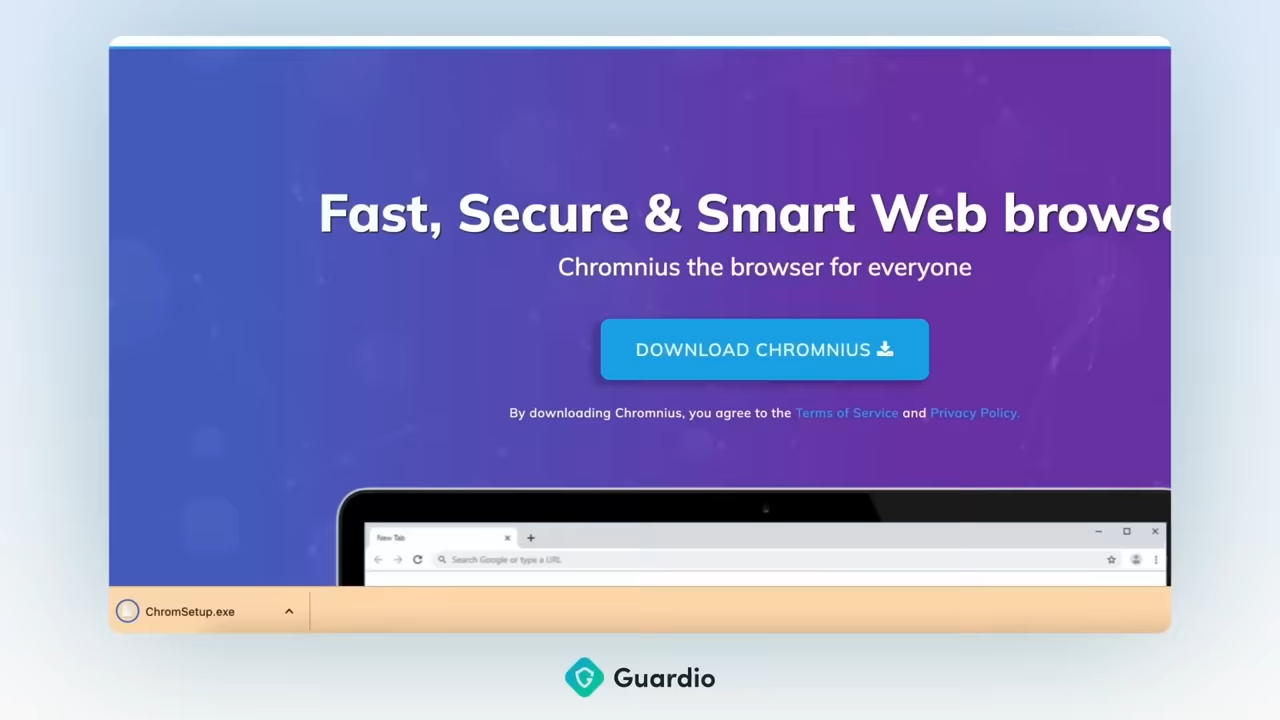 Fast, Secure & Smart Web browse
Chromnius the browser for everyone
DOWNLOAD CHROMNIUS
By downloading Chromnius, you agree to the Terms of Service and Privacy Policy.
New Tab
Search Google or type a URL
ChromSetup.exe
Guardio